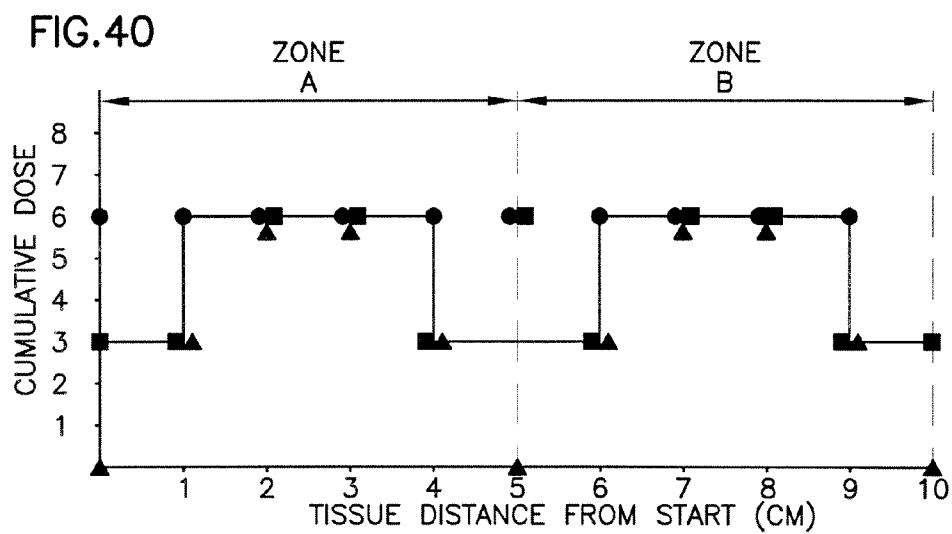 FIG.40
ZONE
A
ZONE
B
CUMULATIVE DOSE
8
7
6
5
4
3
2
1
1 2 3 4 5 6 7 8 9 10
TISSUE DISTANCE FROM START (CM)